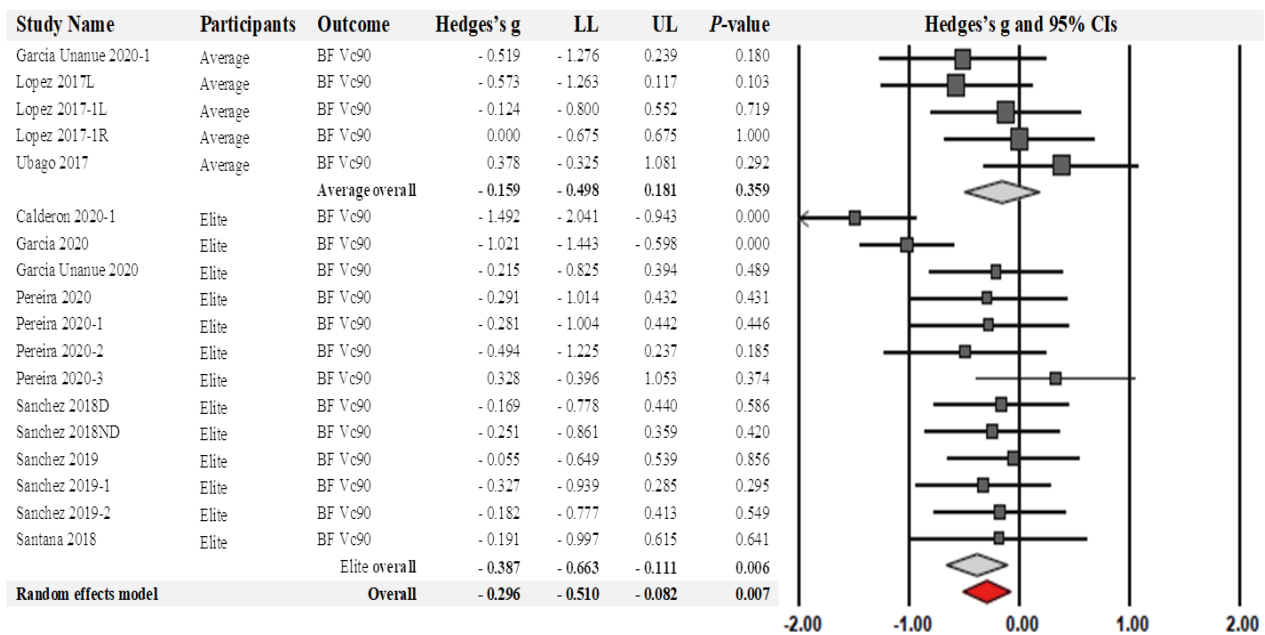 Study Name Participants Outcome Hedges's g LL UL P-value Hedges's g and 95% CIs
Garcia Unanue 2020-1 Average BF Vc90 - 0.519 - 1.276 0.239 0.180
Lopez 2017L Average BF Vc90 - 0.573 - 1.263 0.117 0.103
Lopez 2017-1L Average BF Vc90 - 0.124 - 0.800 0.552 0.719
Lopez 2017-1R Average BF Vc90 0.000 - 0.675 0.675 1.000
Ubago 2017 Average BF Vc90 0.378 - 0.325 1.081 0.292
Average overall - 0.159 - 0.498 0.181 0.359
Calderon 2020-1 Elite BF Vc90 - 1.492 - 2.041 - 0.943 0.000
Garcia 2020 Elite BF Vc90 - 1.021 - 1.443 - 0.598 0.000
Garcia Unanue 2020 Elite BF Vc90 - 0.215 - 0.825 0.394 0.489
Pereira 2020 Elite BF Vc90 - 0.291 - 1.014 0.432 0.431
Pereira 2020-1 Elite BF Vc90 - 0.281 - 1.004 0.442 0.446
Pereira 2020-2 Elite BF Vc90 - 0.494 - 1.225 0.237 0.185
Pereira 2020-3 Elite BF Vc90 0.328 - 0.396 1.053 0.374
Sanchez 2018D Elite BF Vc90 - 0.169 - 0.778 0.440 0.586
Sanchez 2018ND Elite BF Vc90 - 0.251 - 0.861 0.359 0.420
Sanchez 2019 Elite BF Vc90 - 0.055 - 0.649 0.539 0.856
Sanchez 2019-1 Elite BF Vc90 - 0.327 - 0.939 0.285 0.295
Sanchez 2019-2 Elite BF Vc90 - 0.182 - 0.777 0.413 0.549
Santana 2018 Elite BF Vc90 - 0.191 - 0.997 0.615 0.641
Elite overall - 0.387 - 0.663 - 0.111 0.006
Random effects model Overall - 0.296 - 0.510 - 0.082 0.007
-2.00 -1.00 0.00 1.00 2.00